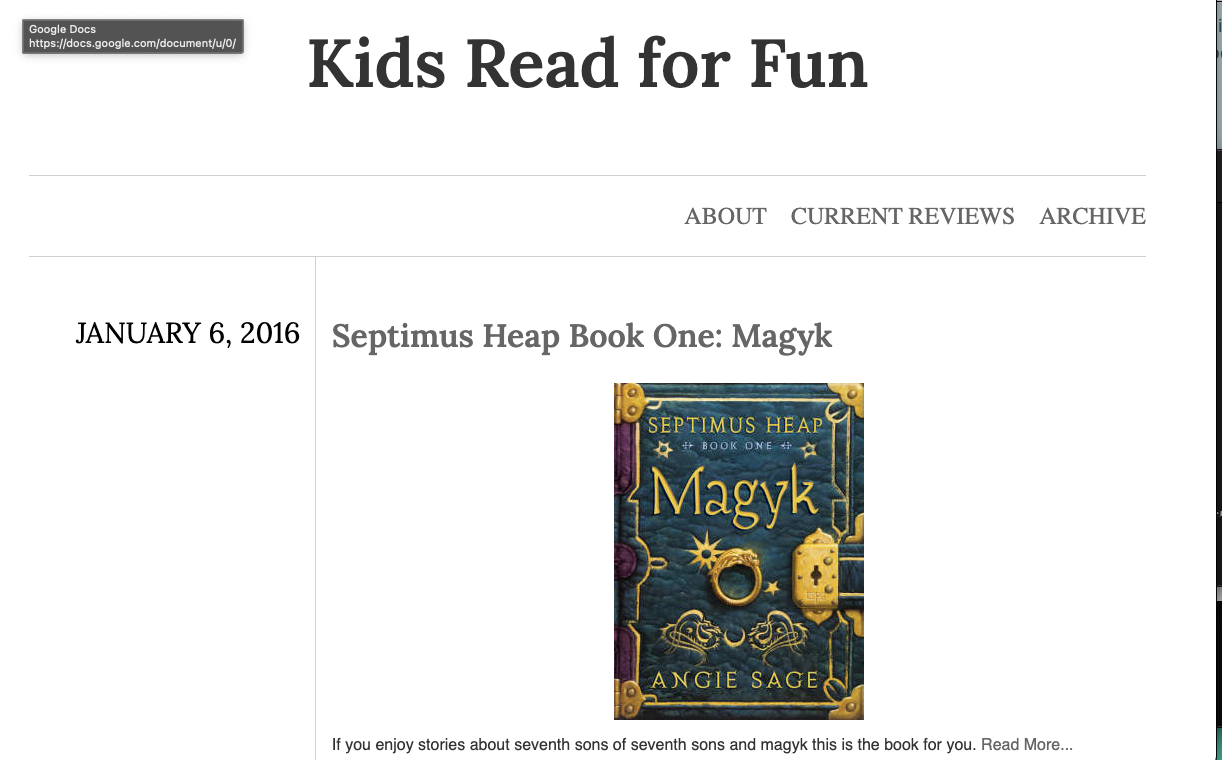 Google Docs
https://docs.google.com/document/u/0/
Kids Read for Fun
ABOUT CURRENT REVIEWS ARCHIVE
JANUARY 6, 2016
Septimus Heap Book One: Magyk
SEPTIMUS HEAP
BOOK ONE
Magyk
ANGIE SAGE
If you enjoy stories about seventh sons of seventh sons and magyk this is the book for you. Read More...